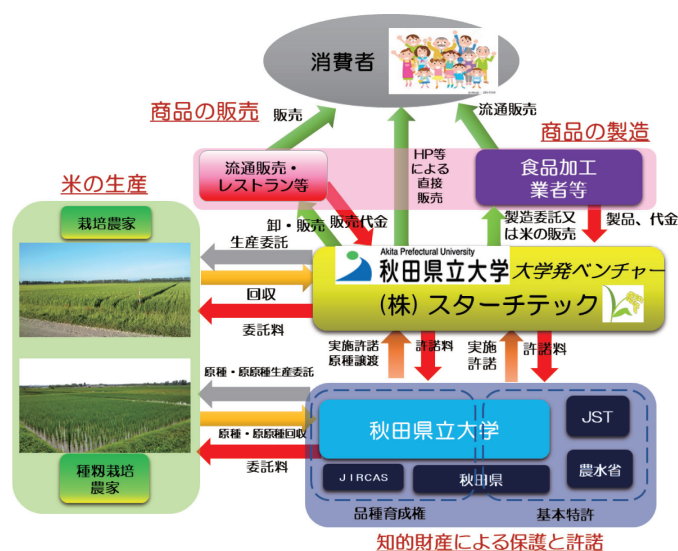 消費者
商品の販売
販売
流通販売
商品の製造
流通販売・
レストラン等
HP等
による
直接
販売
食品加工
業者等
米の生産
栽培農家
卸・販売
販売代金
製造委託又
は米の販売
製品、代金
生産委託
回収
委託料
Akita Prefectural University
秋田県立大学 大学発ベンチャー
(株) スターチテック
実施許諾
原種譲渡
許諾料
実施
許諾
許諾料
原種・原原種生産委託
原種・原原種回収
委託料
種籾栽培
農家
秋田県立大学
JST
JIRCAS
秋田県
農水省
品種育成権
基本特許
知的財産による保護と許諾